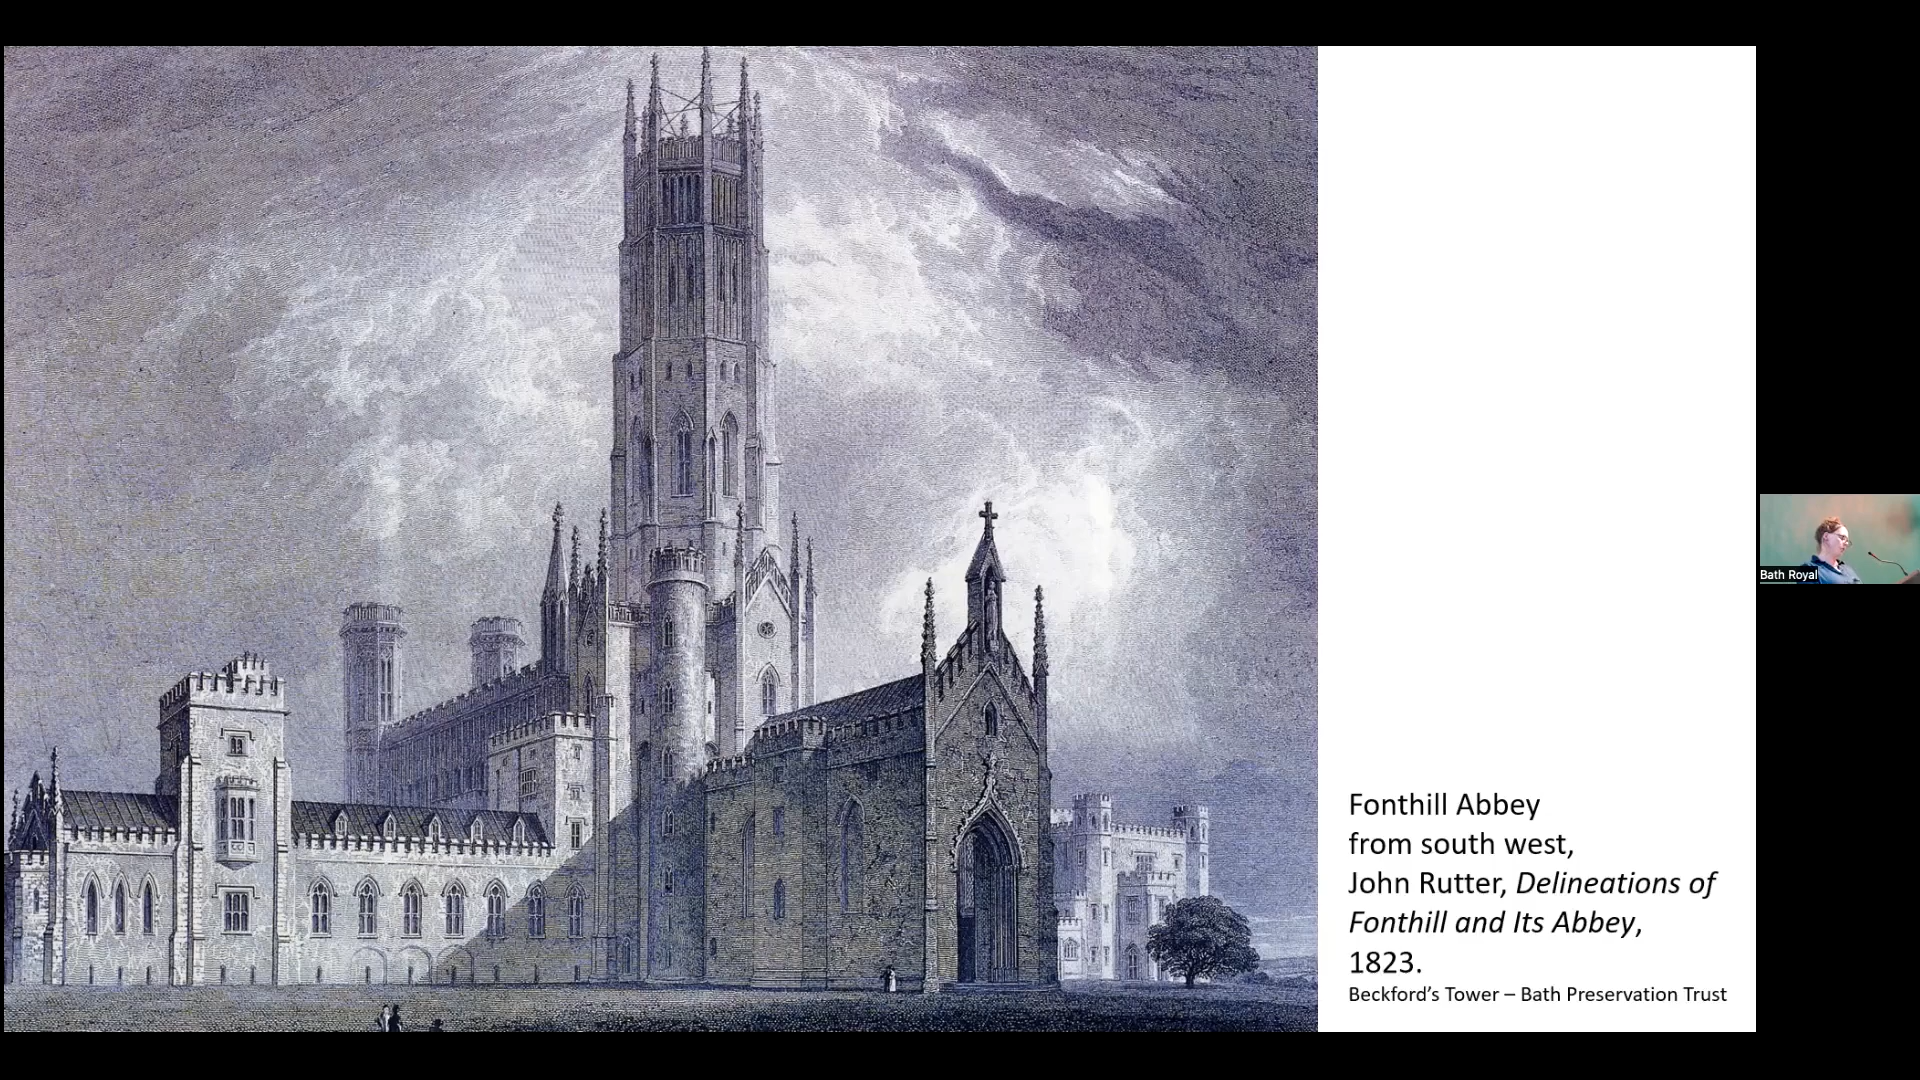 Fonthill Abbey
from south west,
John Rutter, Delineations of
Fonthill and Its Abbey,
1823.
Beckford’s Tower – Bath Preservation Trust
Bath Royal